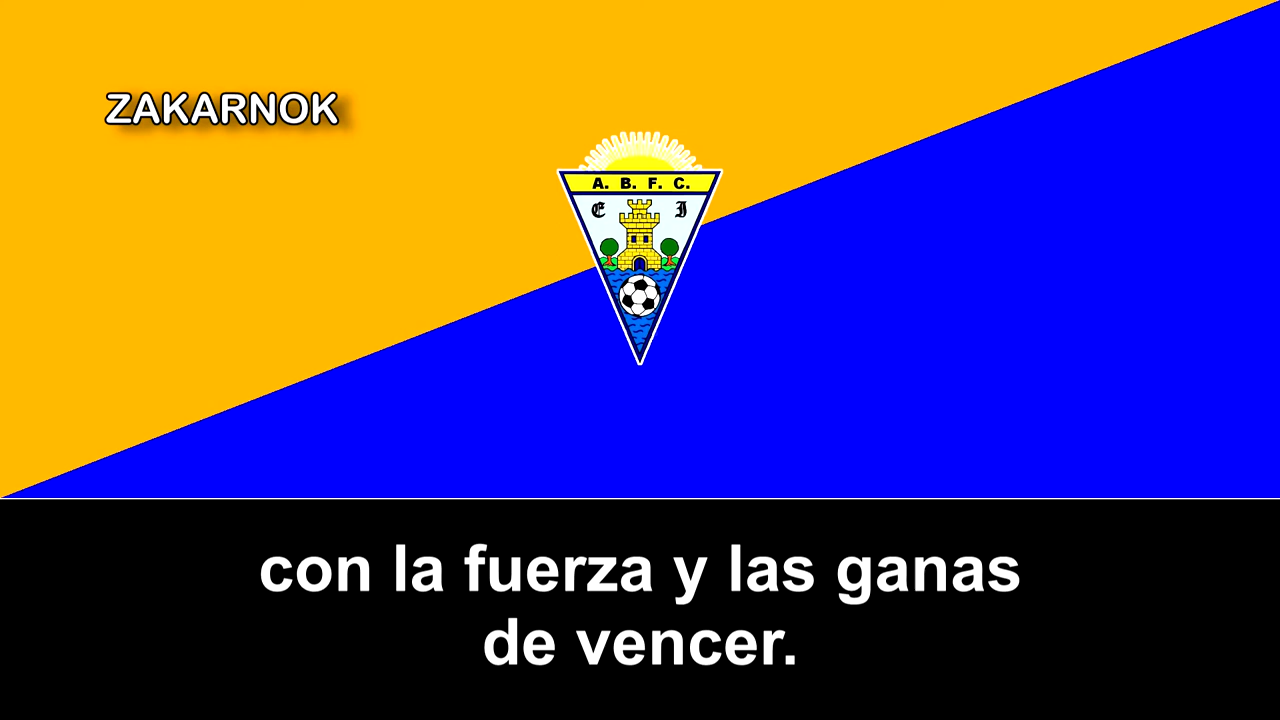 ZAKARNOK
A. B. F. C.
E J
con la fuerza y las ganas
de vencer.